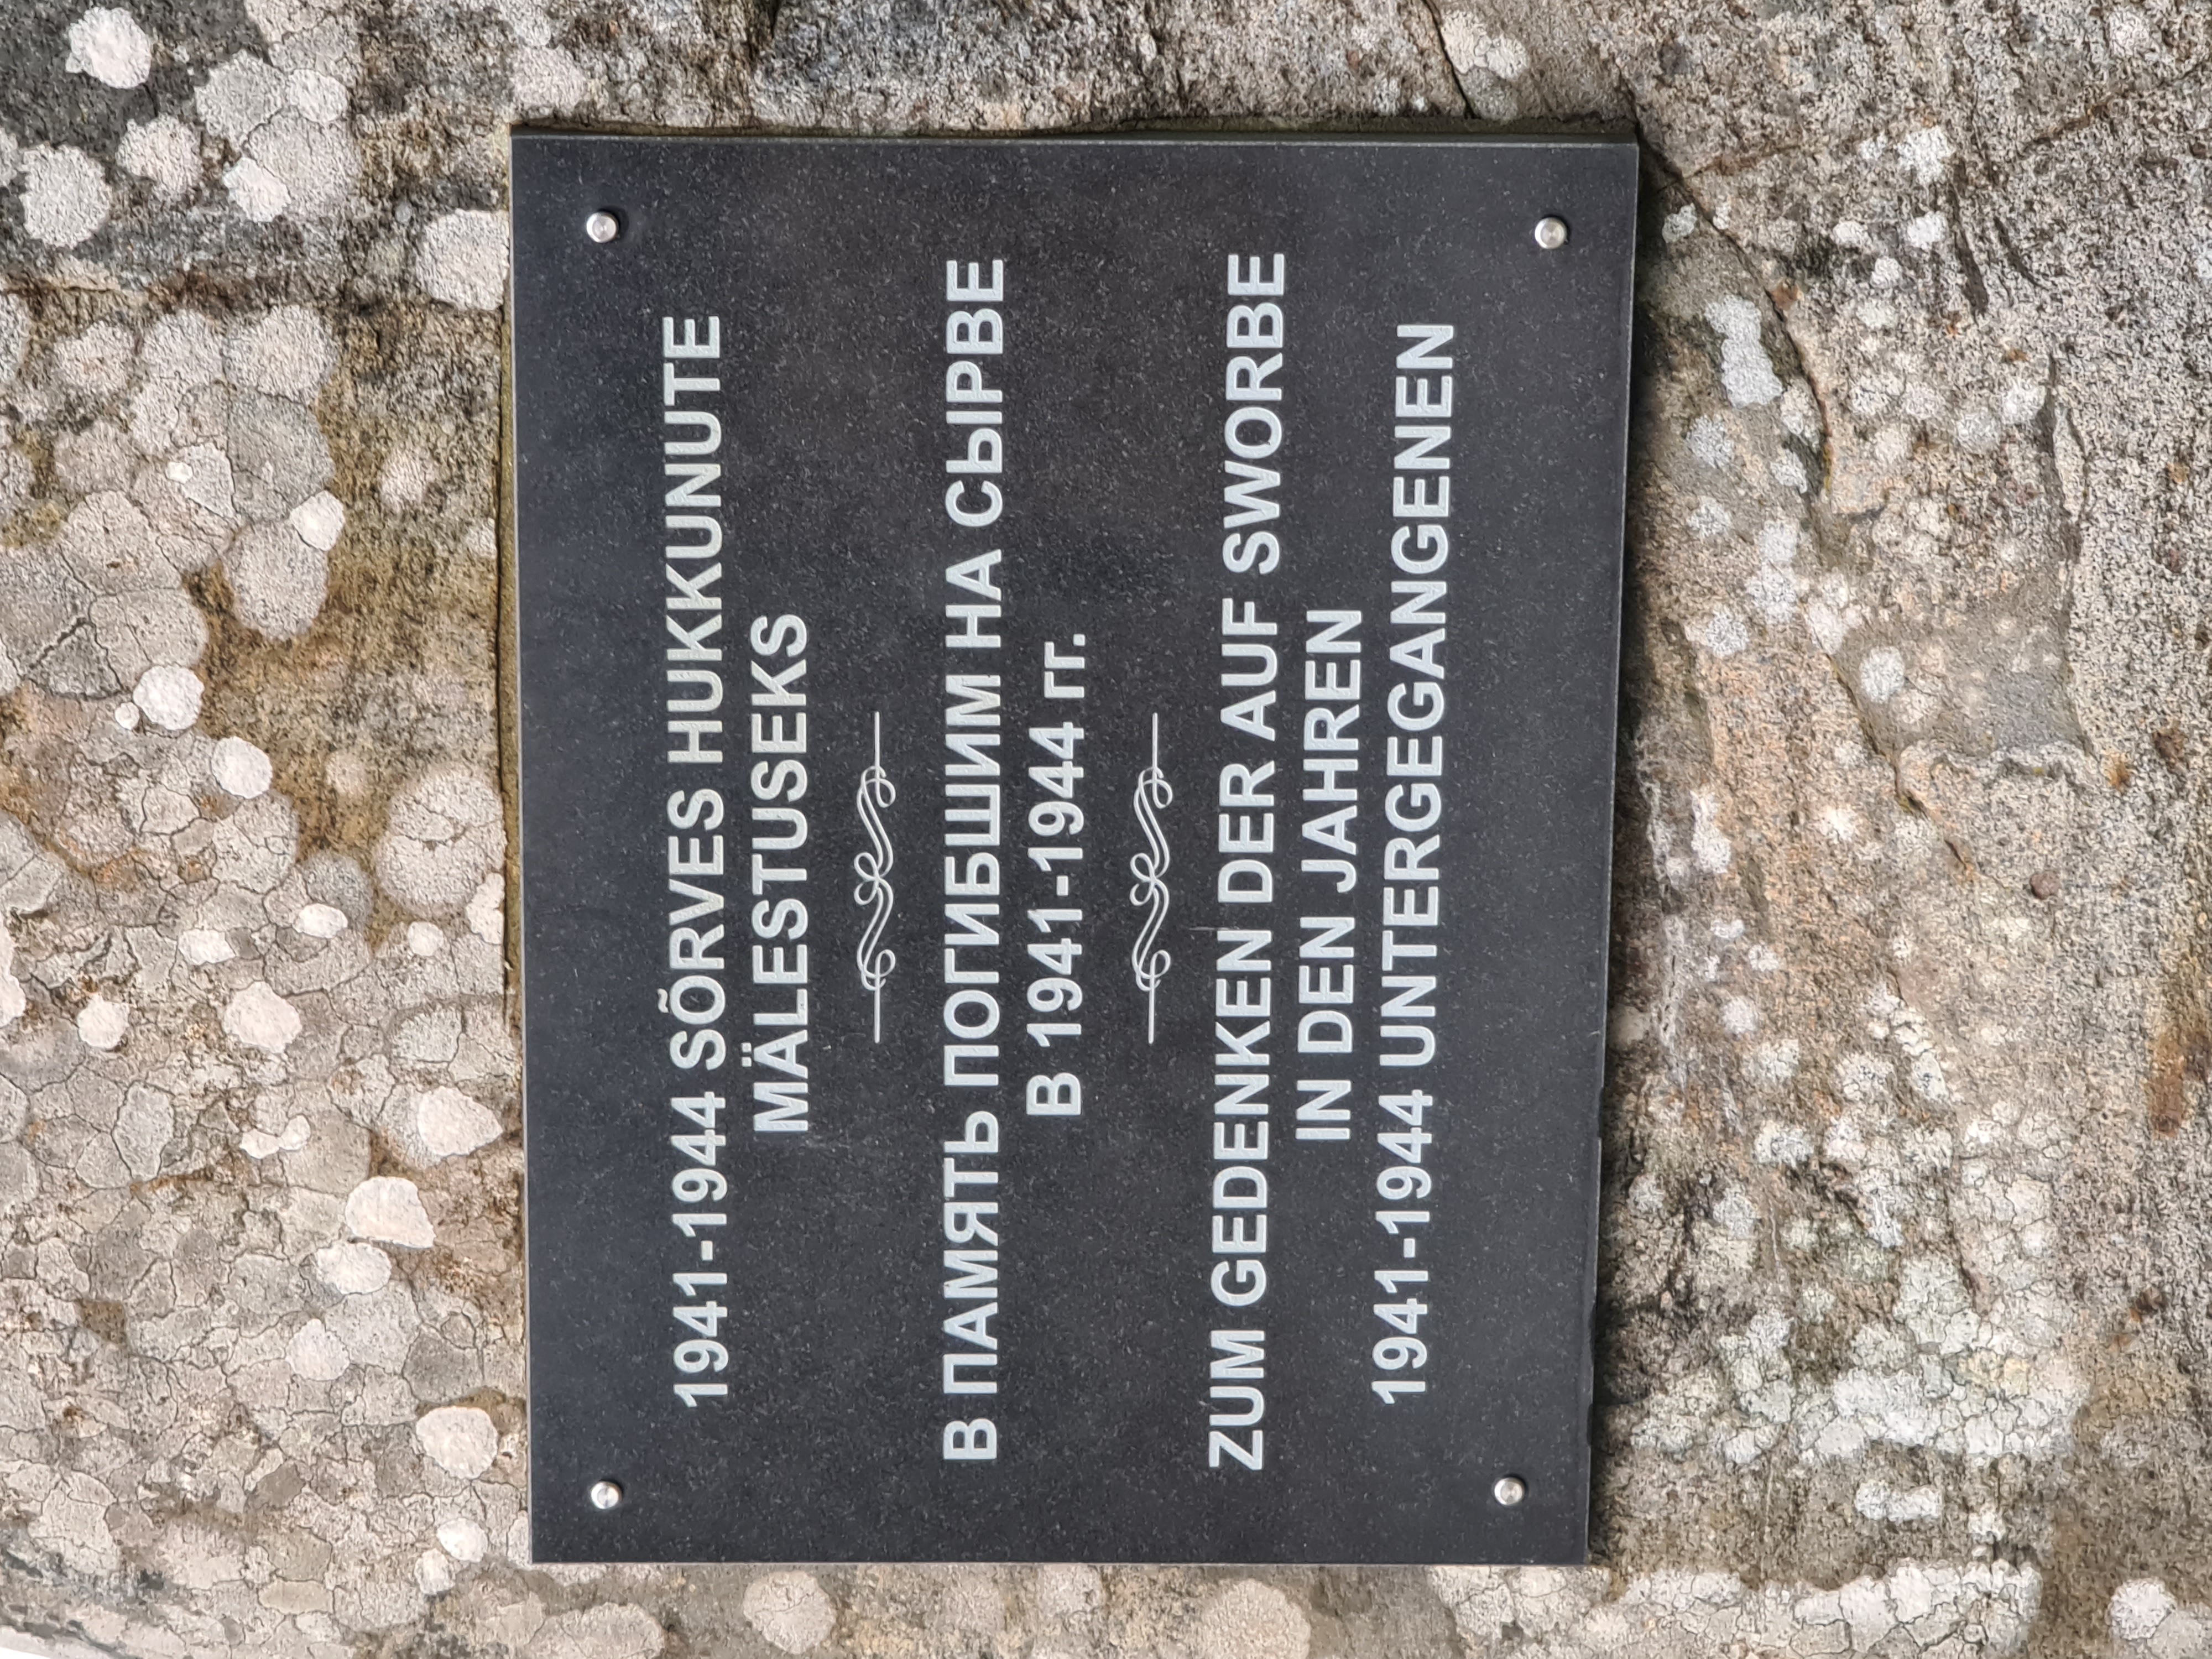 1941-1944 SÕRVES HUKKUNUTE
MÄLESTUSEKS
В ПАМЯТЬ ПОГИБШИМ НА СЫРВЕ
В 1941-1944 гг.
ZUM GEDENKEN DER AUF SWORBE
IN DEN JAHREN
1941-1944 UNTERGEGANGENEN